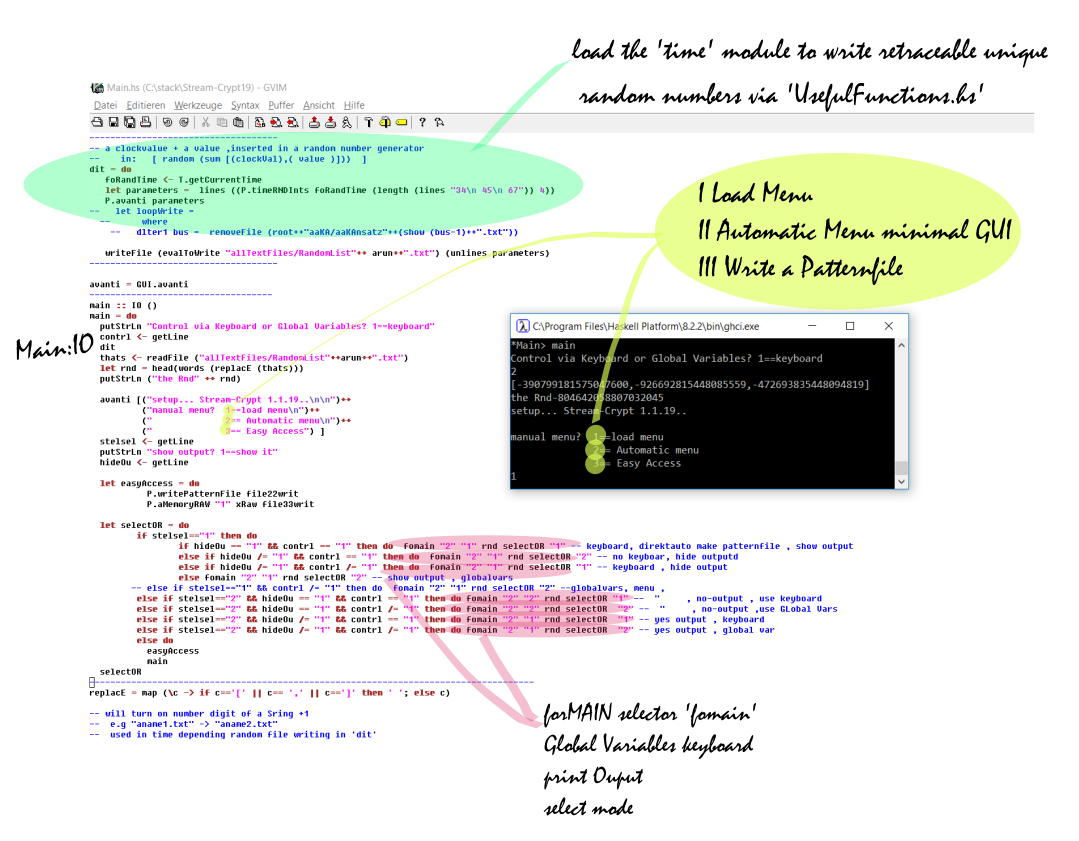 load the 'time' module to write retraceable unique
random numbers via 'UsefulFunctions.hs'
Main.hs (C:\stack\Stream-Crypt19) - GVIM
Datei Editieren Werkzeuge Syntax Puffer Ansicht Hilfe
-----------------------------------
-- a clockvalue + a value ,inserted in a random number generator
--    in:   [ random (sum [(clockVal),( value )]))  ]
dit = do
   foRandTime <- T.getCurrentTime
   let parameters =  lines ((P.timeRNDInts foRandTime (length (lines "34\n 45\n 67")) 4))
   P.avanti parameters
--   let loopWrite =
  --      where
    --   dlter1 bus =  removeFile (root++"aaKA/aaKAnsatz"++(show (bus-1)++".txt"))
   writeFile (evalToWrite "allTextFiles/RandomList"++ arun++".txt") (unlines parameters)
-----------------------------------
I Load Menu
II Automatic Menu minimal GUI
III Write a Patternfile
avanti = GUI.avanti
----------------------------------
Main:IO
main :: IO ()
main = do
  putStrLn "Control via Keyboard or Global Variables? 1==keyboard"
  contrl <- getLine
  dit
  thats <- readFile ("allTextFiles/RandomList"++arun++".txt")
  let rnd = head(words (replacE (thats)))
  putStrLn ("the Rnd" ++ rnd)
  avanti [("setup... Stream-Crypt 1.1.19..\n\n")++
          ("manual menu?  1==load menu\n")++
          ("              2== Automatic menu\n")++
          ("              3== Easy Access") ]
  stelsel <- getLine
  putStrLn "show output? 1==show it"
  hideOu <- getLine
  let easyAccess = do
          P.writePatternFile file22writ
          P.aMemoryRAW "1" xRaw file33writ
  let selectOR = do
        if stelsel=="1" then do
               if hideOu == "1" && contrl == "1" then do  fomain "2" "1" rnd selectOR "1" -- keyboard, direktauto make patternfile , show output
               else if hideOu /= "1" && contrl == "1" then do  fomain "2" "1" rnd selectOR "2" -- no keyboar, hide outputd
               else if hideOu /= "1" && contrl /= "1" then do  fomain "2" "1" rnd selectOR "1" -- keyboard , hide output
               else fomain "2" "1" rnd selectOR "2" -- show output , globalvars
       -- else if stelsel=="1" && contrl /= "1" then do  fomain "2" "1" rnd selectOR "2" --globalvars, menu ,
        else if stelsel=="2" && hideOu == "1" && contrl == "1" then do fomain "2" "2" rnd selectOR "1" --  "     , no-output , use keyboard
        else if stelsel=="2" && hideOu == "1" && contrl /= "1" then do fomain "2" "2" rnd selectOR  "2" --  "     , no-output ,use GLobal Vars
        else if stelsel=="2" && hideOu /= "1" && contrl == "1" then do fomain "2" "1" rnd selectOR  "1" -- yes output , keyboard
        else if stelsel=="2" && hideOu /= "1" && contrl /= "1" then do fomain "2" "1" rnd selectOR  "2" -- yes output , global var
        else do
          easyAccess
          main
  selectOR
----------------------------------
replacE = map (\c -> if c=='[' || c== ',' || c==']' then ' '; else c)
-- will turn on number digit of a Sring +1
--  e.g "aname1.txt" -> "aname2.txt"
--  used in time depending random file writing in 'dit'
C:\Program Files\Haskell Platform\8.2.2\bin\ghci.exe
*Main> main
Control via Keyboard or Global Variables? 1==keyboard
2
[-390799181575047600,-926692815448085559,-472693835448094819]
the Rnd-804642058807032045
setup... Stream-Crypt 1.1.19..
manual menu?  1==load menu
              2== Automatic menu
              3== Easy Access
1
forMAIN selector 'fomain'
Global Variables keyboard
print Ouput
select mode